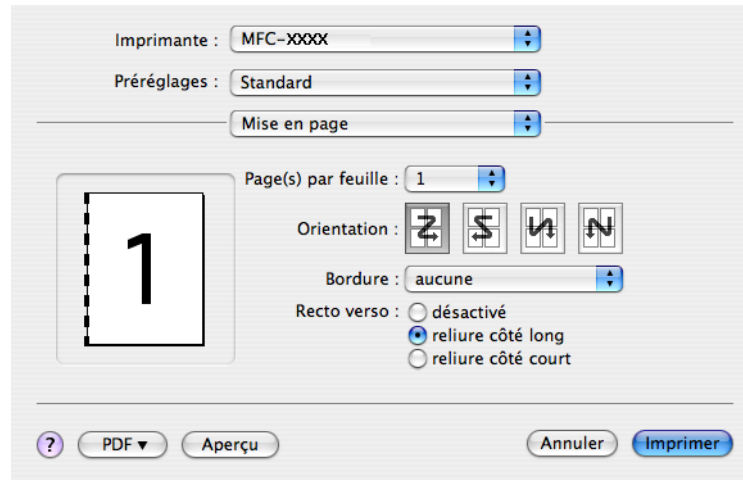 Imprimante : MFC-XXXX
Préréglages : Standard
Mise en page
Page(s) par feuille : 1
1
Orientation :
Bordure : aucune
Recto verso : désactivé
reliure côté long
reliure côté court
? PDF ▼ Aperçu Annuler Imprimer